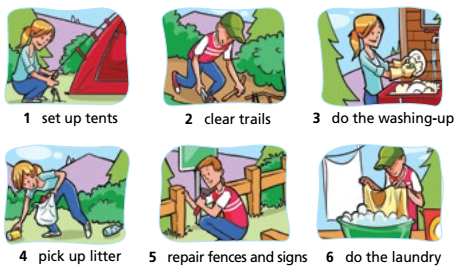 1 set up tents
2 clear trails
3 do the washing-up
4 pick up litter
5 repair fences and signs
6 do the laundry